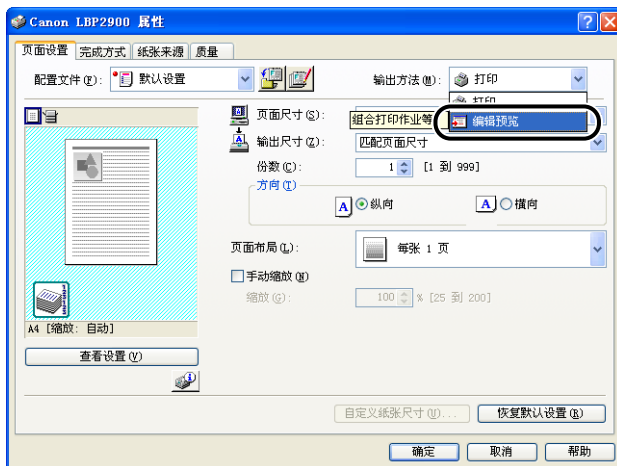 Canon LBP2900 属性
页面设置 完成方式 纸张来源 质量
配置文件(F): 默认设置 输出方法(M): 打印
页面尺寸(S): 组合打印作业等 编辑预览
输出尺寸(Z): 匹配页面尺寸
份数(C): 1 [1 到 999]
方向(T)
A 纵向 A 横向
页面布局(L): 每张 1 页
手动缩放(N)
缩放(G): 100 % [25 到 200]
A4 [缩放: 自动]
查看设置(V)
自定义纸张尺寸(U)... 恢复默认设置(R)
确定 取消 帮助